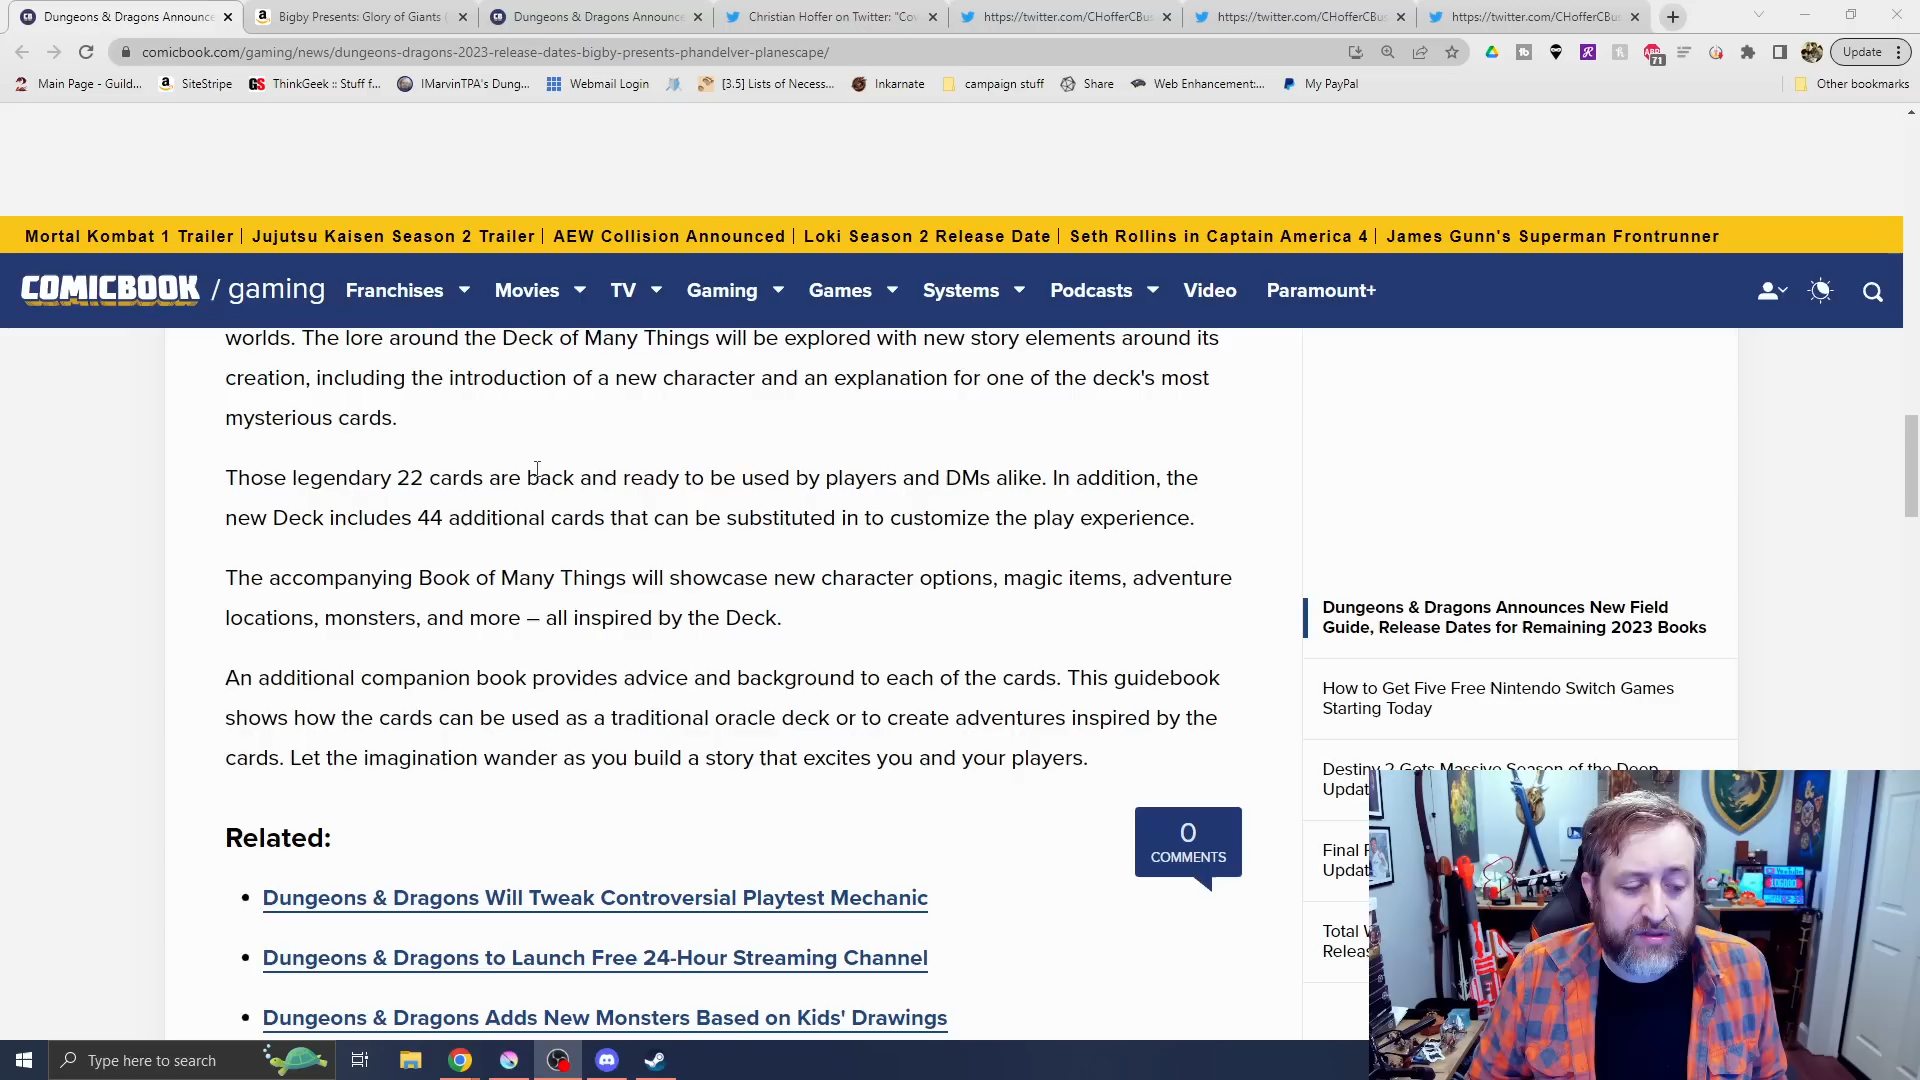 Dungeons & Dragons Announce
Bigby Presents: Glory of Giants (
Dungeons & Dragons Announce
Christian Hoffer on Twitter: "Cov
https://twitter.com/CHofferCBus
https://twitter.com/CHofferCBus
https://twitter.com/CHofferCBus
comicbook.com/gaming/news/dungeons-dragons-2023-release-dates-bigby-presents-phandelver-planescape/
71
Update
Main Page - Guild...
SiteStripe
GS
ThinkGeek :: Stuff f...
IMarvinTPA's Dung...
Webmail Login
[3.5] Lists of Necess...
Inkarnate
campaign stuff
Share
Web Enhancement:...
My PayPal
Other bookmarks
Mortal Kombat 1 Trailer | Jujutsu Kaisen Season 2 Trailer | AEW Collision Announced | Loki Season 2 Release Date | Seth Rollins in Captain America 4 | James Gunn's Superman Frontrunner
COMICBOOK / gaming
Franchises
Movies
TV
Gaming
Games
Systems
Podcasts
Video
Paramount+
worlds. The lore around the Deck of Many Things will be explored with new story elements around its
creation, including the introduction of a new character and an explanation for one of the deck's most
mysterious cards.
Those legendary 22 cards are back and ready to be used by players and DMs alike. In addition, the
new Deck includes 44 additional cards that can be substituted in to customize the play experience.
The accompanying Book of Many Things will showcase new character options, magic items, adventure
locations, monsters, and more – all inspired by the Deck.
An additional companion book provides advice and background to each of the cards. This guidebook
shows how the cards can be used as a traditional oracle deck or to create adventures inspired by the
cards. Let the imagination wander as you build a story that excites you and your players.
0
COMMENTS
Related:
Dungeons & Dragons Will Tweak Controversial Playtest Mechanic
Dungeons & Dragons to Launch Free 24-Hour Streaming Channel
Dungeons & Dragons Adds New Monsters Based on Kids' Drawings
Dungeons & Dragons Announces New Field
Guide, Release Dates for Remaining 2023 Books
How to Get Five Free Nintendo Switch Games
Starting Today
Destiny 2 Gets Massive Season of the Deep
Updat
Final F
Updat
Total W
Releas
Type here to search